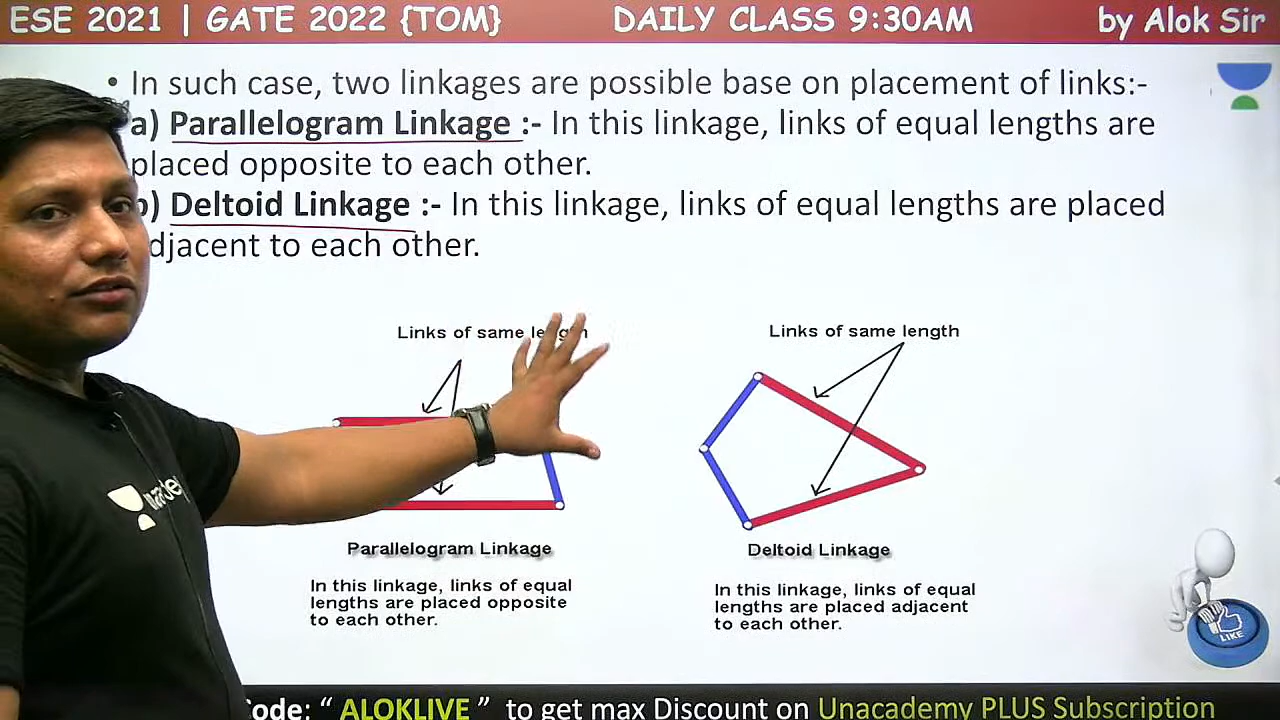 ESE 2021 | GATE 2022 {TOM} DAILY CLASS 9:30AM by Alok Sir
• In such case, two linkages are possible base on placement of links:-
a) Parallelogram Linkage :- In this linkage, links of equal lengths are
placed opposite to each other.
b) Deltoid Linkage :- In this linkage, links of equal lengths are placed
djacent to each other.
Links of same length
Links of same length
unacade
Parallelogram Linkage
In this linkage, links of equal
lengths are placed opposite
to each other.
Deltoid Linkage
In this linkage, links of equal
lengths are placed adjacent
to each other.
LIKE
ode: “ ALOKLIVE ” to get max Discount on Unacademy PLUS Subscription